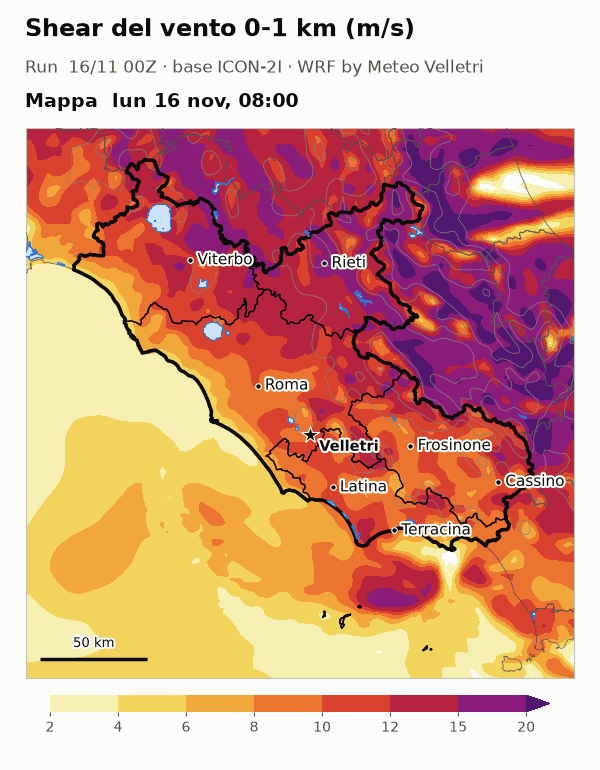 Shear del vento 0-1 km (m/s)
Run 16/11 00Z · base ICON-2I · WRF by Meteo Velletri
Mappa lun 16 nov, 08:00
Viterbo
Rieti
Roma
Velletri
Frosinone
Latina
Cassino
Terracina
50 km
2 4 6 8 10 12 15 20